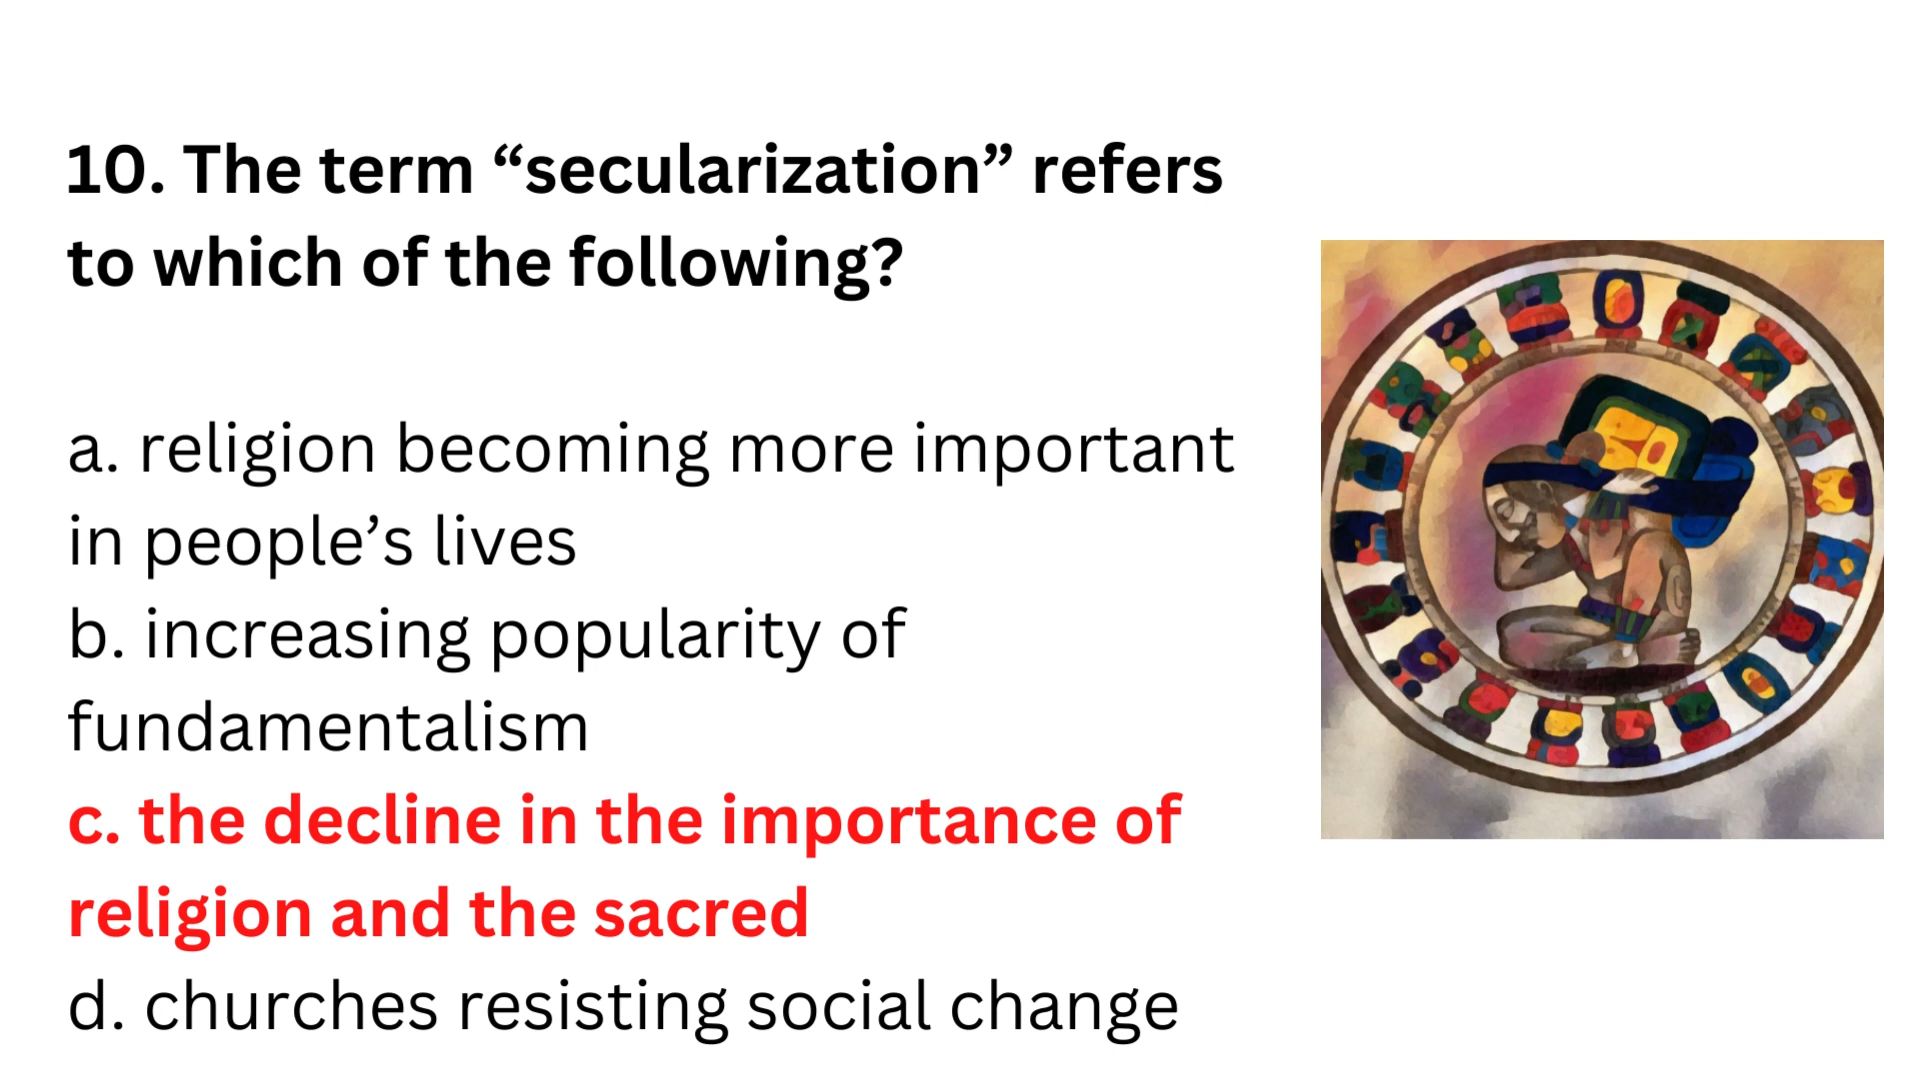 10. The term “secularization” refers
to which of the following?
a. religion becoming more important
in people’s lives
b. increasing popularity of
fundamentalism
c. the decline in the importance of
religion and the sacred
d. churches resisting social change